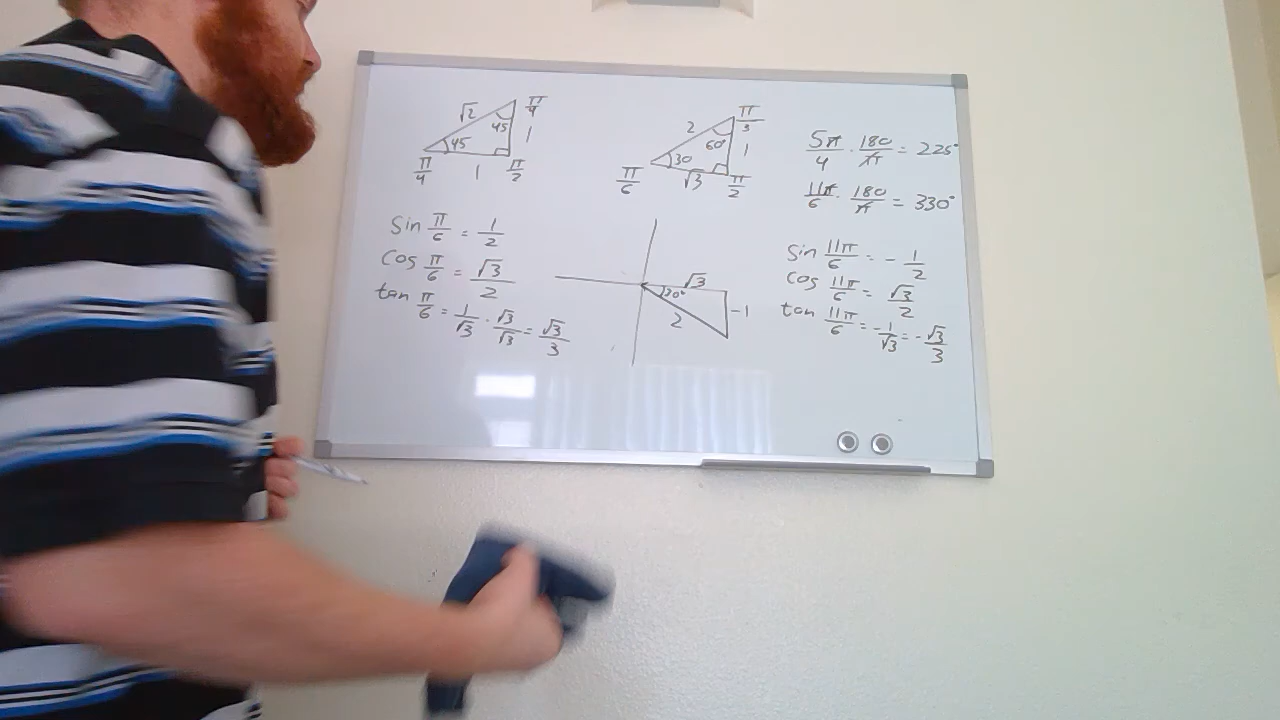 √2 45 π/4
45 1
π/4 1 π/2
2 60° π/3
30 1
π/6 √3 π/2
5π/4 · 180/π = 225°
11π/6 · 180/π = 330°
sin π/6 = 1/2
cos π/6 = √3/2
tan π/6 = 1/√3 · √3/√3 = √3/3
√3
30°
2 -1
sin 11π/6 = - 1/2
cos 11π/6 = √3/2
tan 11π/6 = -1/√3 = -√3/3